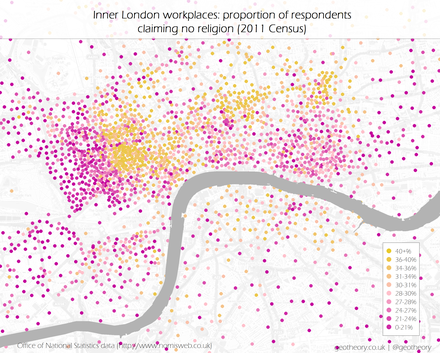 Inner London workplaces: proportion of respondents
claiming no religion (2011 Census)
40+%
36-40%
34-36%
31-34%
30-31%
28-30%
27-28%
24-27%
21-24%
0-21%
Office of National Statistics data [https://www.nomisweb.co.uk]
geotheory.co.uk | @geotheory